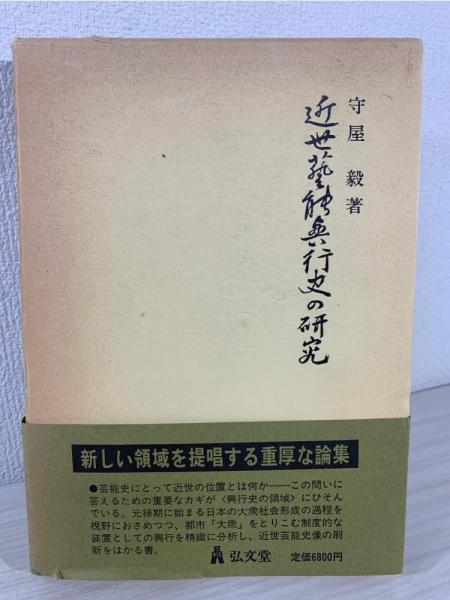 守屋 毅著
近世藝能興行史の研究
新しい領域を提唱する重厚な論集
●芸能史にとって近世の位置とは何か――この問いに
答えるための重要なカギが〈興行史の領域〉にひそん
でいる。元禄期に始まる日本の大衆社会形成の過程を
視野におさめつつ、都市「大衆」をとりこむ制度的な
装置としての興行を精緻に分析し、近世芸能史像の刷
新をはかる書。
弘文堂 定価6800円